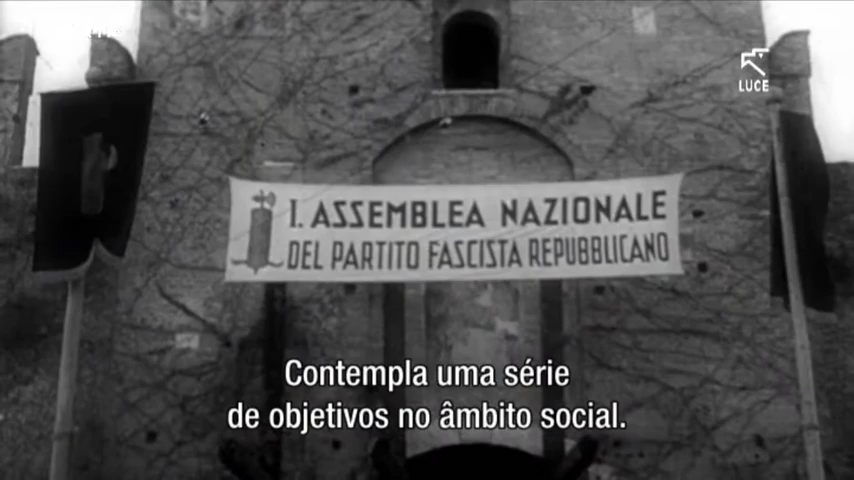 LUCE
I. ASSEMBLEA NAZIONALE
DEL PARTITO FASCISTA REPUBBLICANO
Contempla uma série
de objetivos no âmbito social.